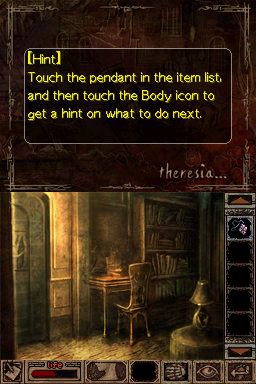 [Hint]
Touch the pendant in the item list,
and then touch the Body icon to
get a hint on what to do next.
theresia...
Life